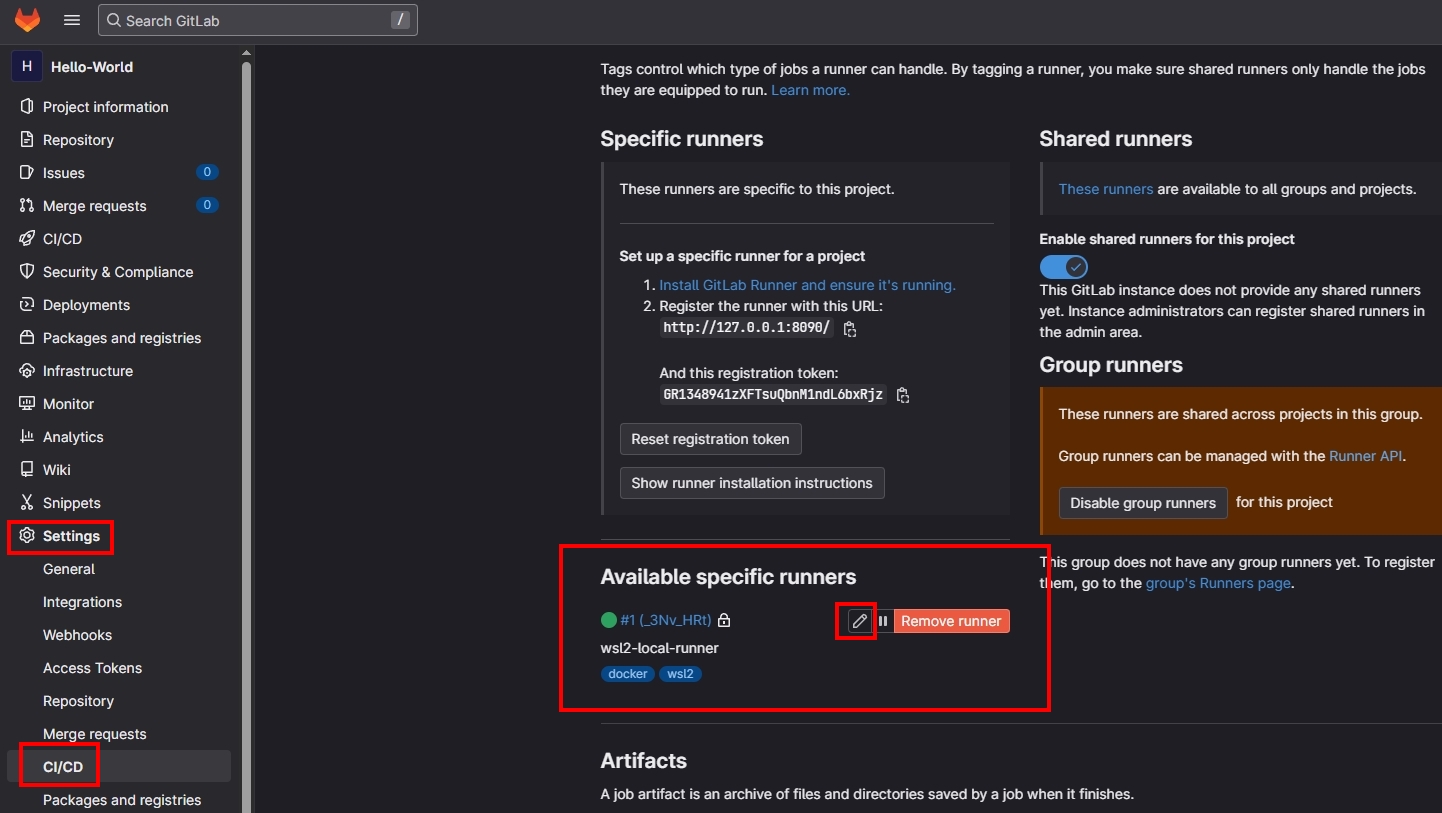 Search GitLab
/
H
Hello-World
Project information
Repository
Issues
0
Merge requests
0
CI/CD
Security & Compliance
Deployments
Packages and registries
Infrastructure
Monitor
Analytics
Wiki
Snippets
Settings
General
Integrations
Webhooks
Access Tokens
Repository
Merge requests
CI/CD
Packages and registries
Tags control which type of jobs a runner can handle. By tagging a runner, you make sure shared runners only handle the jobs
they are equipped to run. Learn more.
Specific runners
These runners are specific to this project.
Set up a specific runner for a project
1. Install GitLab Runner and ensure it's running.
2. Register the runner with this URL:
http://127.0.0.1:8090/
And this registration token:
GR1348941zXFTsuQbnM1ndL6bxRjz
Reset registration token
Show runner installation instructions
Available specific runners
#1 (_3Nv_HRt)
Remove runner
wsl2-local-runner
docker
wsl2
Shared runners
These runners are available to all groups and projects.
Enable shared runners for this project
This GitLab instance does not provide any shared runners
yet. Instance administrators can register shared runners in
the admin area.
Group runners
These runners are shared across projects in this group.
Group runners can be managed with the Runner API.
Disable group runners for this project
This group does not have any group runners yet. To register
them, go to the group's Runners page.
Artifacts
A job artifact is an archive of files and directories saved by a job when it finishes.